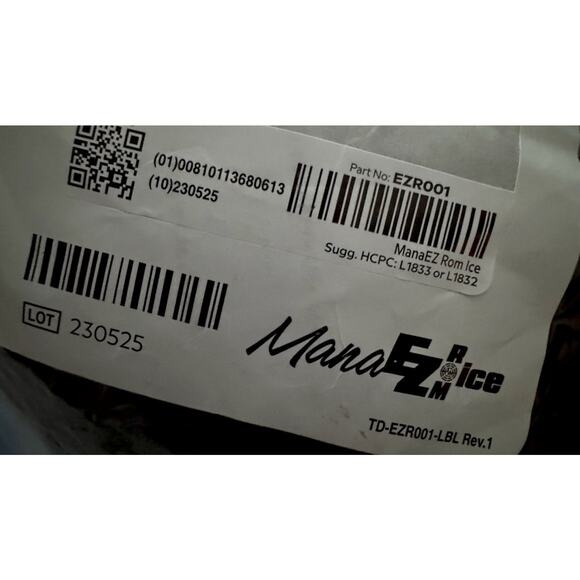 (01)00810113680613
(10)230525
Part No: EZR001
ManaEZ Rom Ice
Sugg. HCPC: L1833 or L1832
LOT 230525
ManaEZ ROM ice
TD-EZR001-LBL Rev.1